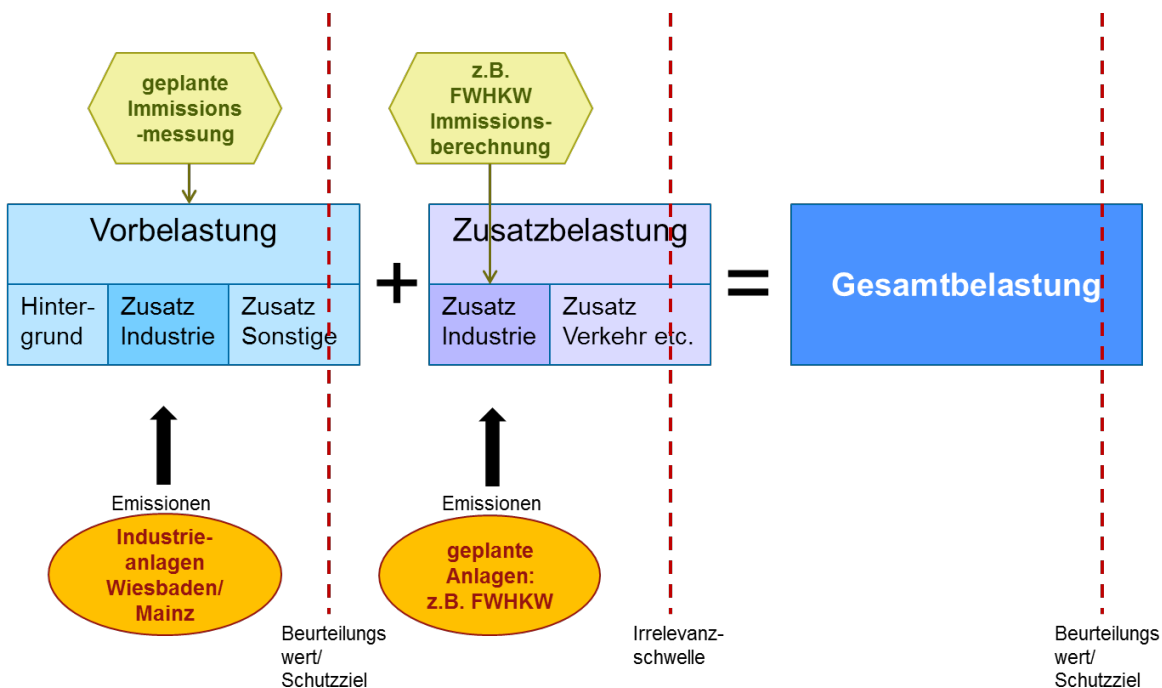 geplante
Immissions
-messung
z.B.
FWHKW
Immissions-
berechnung
Vorbelastung
Hinter-
grund
Zusatz
Industrie
Zusatz
Sonstige
+
Zusatzbelastung
Zusatz
Industrie
Zusatz
Verkehr etc.
=
Gesamtbelastung
Emissionen
Industrie-
anlagen
Wiesbaden/
Mainz
Emissionen
geplante
Anlagen:
z.B. FWHKW
Beurteilungs
wert/
Schutzziel
Irrelevanz-
schwelle
Beurteilungs
wert/
Schutzziel